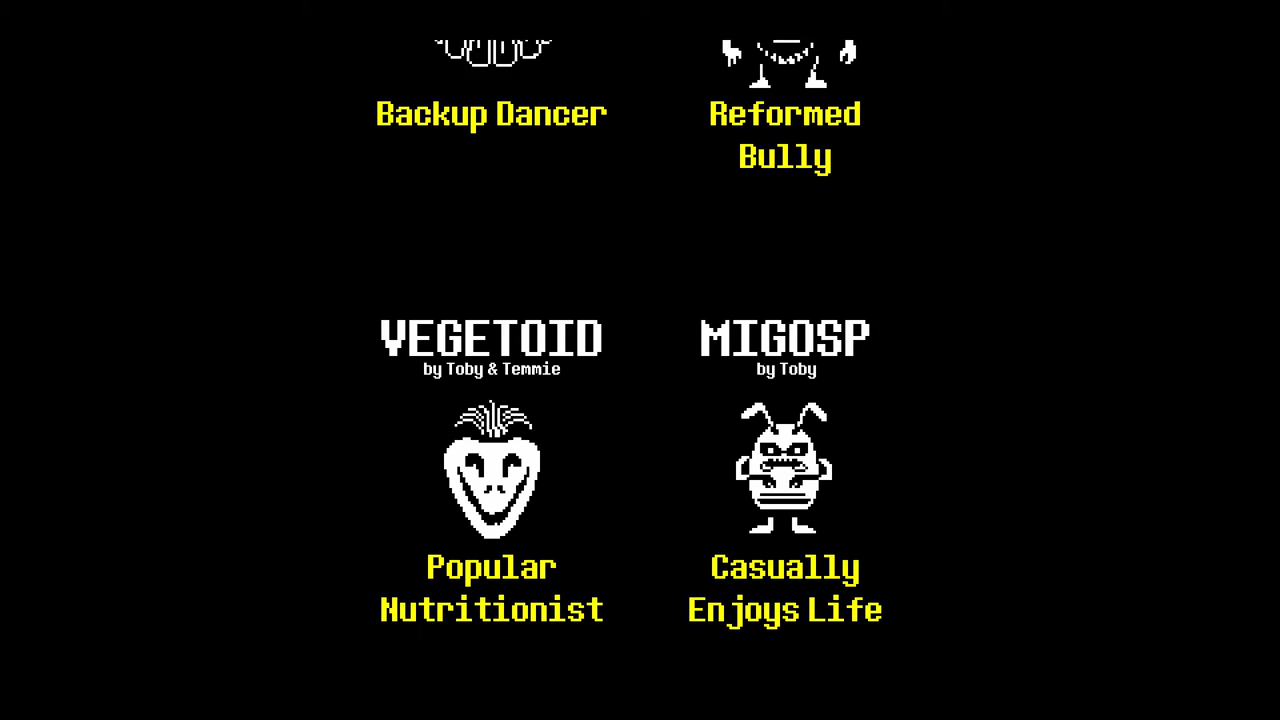 Backup Dancer
Reformed
Bully
VEGETOID
by Toby & Temmie
Popular
Nutritionist
MIGOSP
by Toby
Casually
Enjoys Life